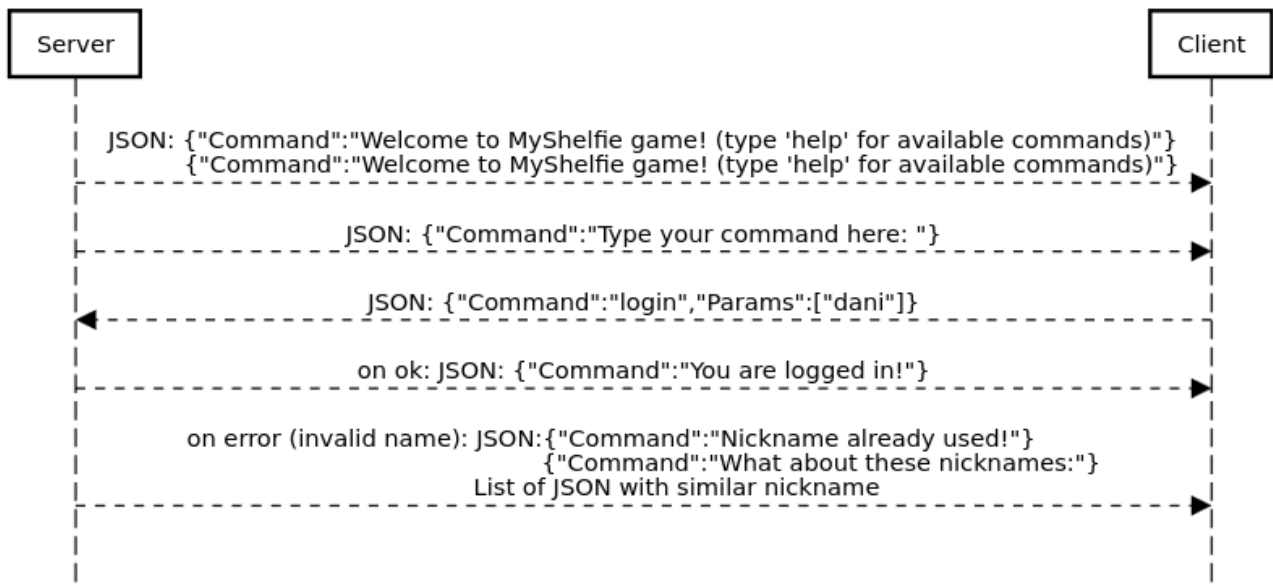 Server
Client
JSON: {"Command":"Welcome to MyShelfie game! (type 'help' for available commands)"}
{"Command":"Welcome to MyShelfie game! (type 'help' for available commands)"}
JSON: {"Command":"Type your command here: "}
JSON: {"Command":"login","Params":["dani"]}
on ok: JSON: {"Command":"You are logged in!"}
on error (invalid name): JSON:{"Command":"Nickname already used!"}
{"Command":"What about these nicknames:"}
List of JSON with similar nickname